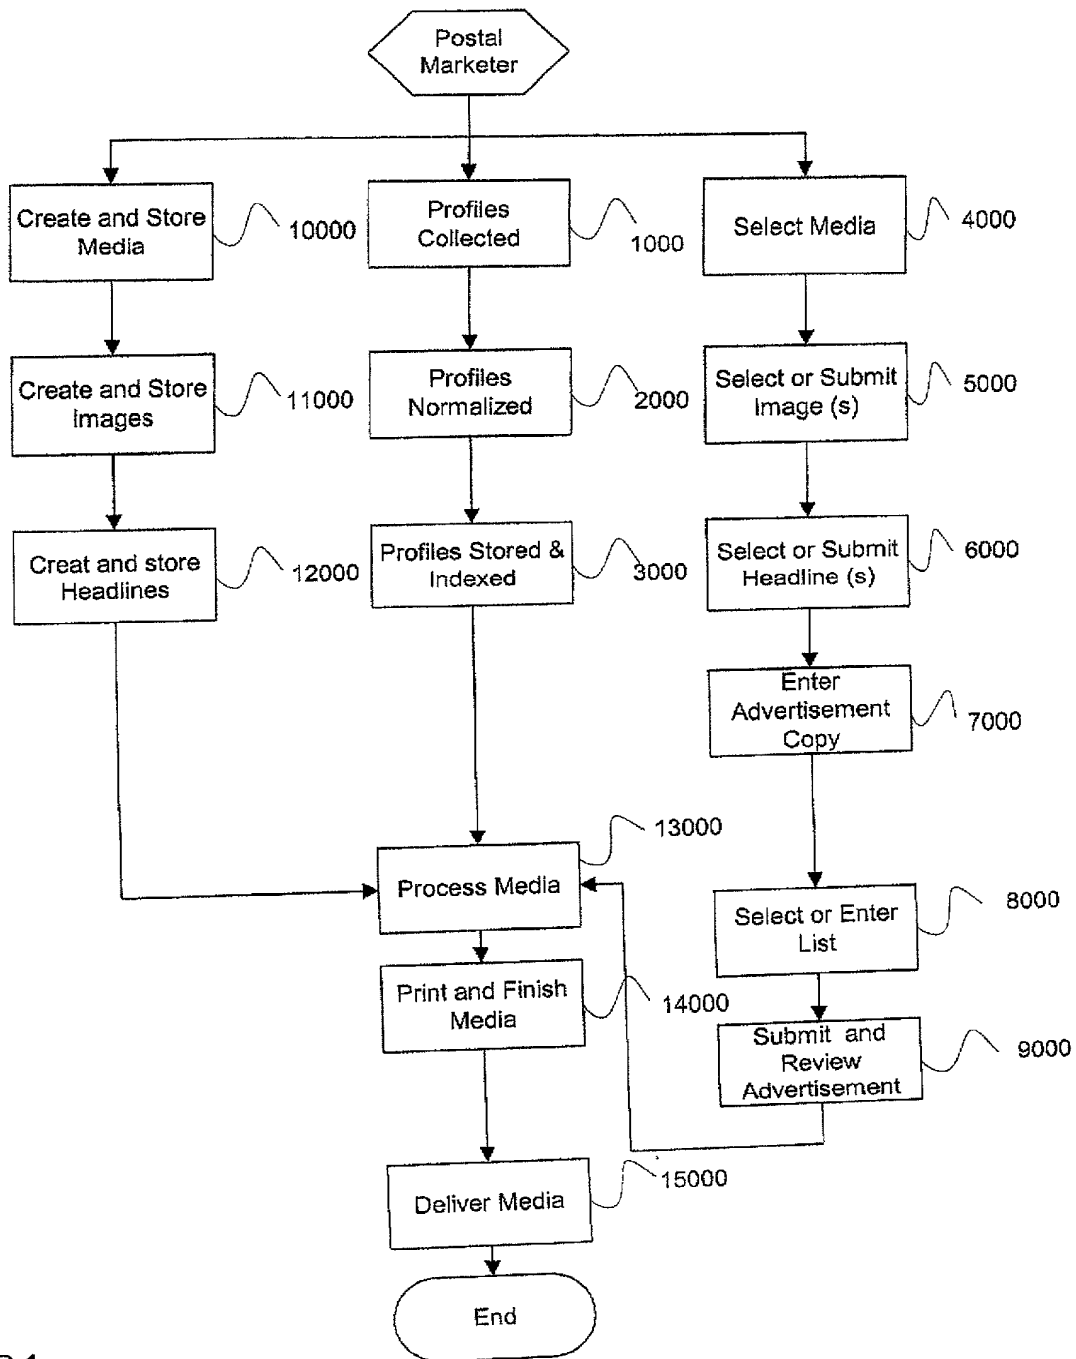 Postal
Marketer
Create and Store
Media
10000
Profiles
Collected
1000
Select Media
4000
Create and Store
Images
11000
Profiles
Normalized
2000
Select or Submit
Image (s)
5000
Creat and store
Headlines
12000
Profiles Stored &
Indexed
3000
Select or Submit
Headline (s)
6000
Enter
Advertisement
Copy
7000
Process Media
13000
Select or Enter
List
8000
Print and Finish
Media
14000
Submit and
Review
Advertisement
9000
Deliver Media
15000
End